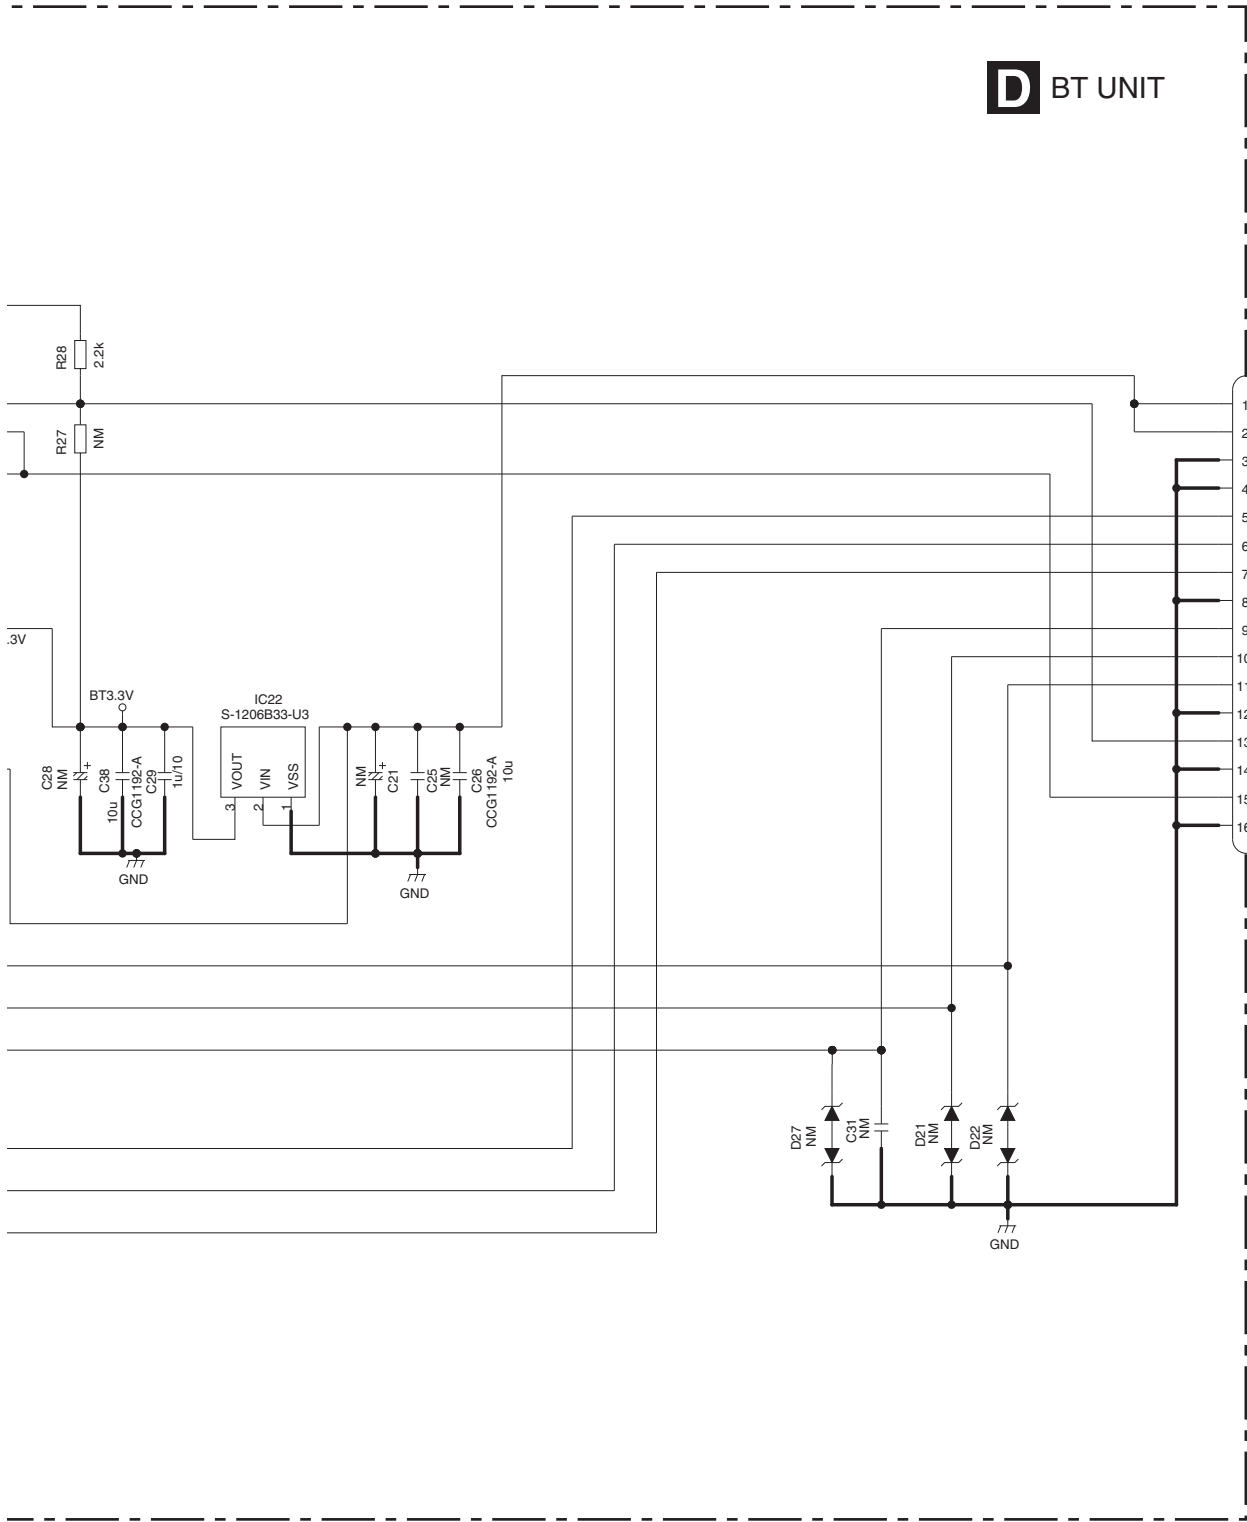 D BT UNIT
R28
2.2k
R27
NM
1
2
3
4
5
6
7
8
9
10
11
12
13
14
15
16
.3V
BT3.3V
IC22
S-1206B33-U3
VOUT
VIN
VSS
3
2
1
C28
NM
+
C38
10u
CCG1192-A
C29
1u/10
NM
+
C21
C25
NM
C26
CCG1192-A
10u
GND
GND
D27
NM
C31
NM
D21
NM
D22
NM
GND